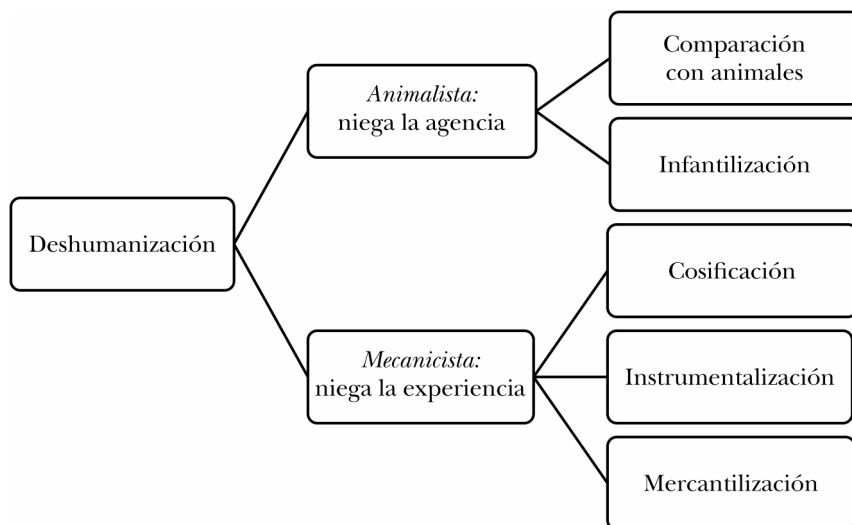 Deshumanización
Animalista:
niega la agencia
Comparación
con animales
Infantilización
Mecanicista:
niega la experiencia
Cosificación
Instrumentalización
Mercantilización